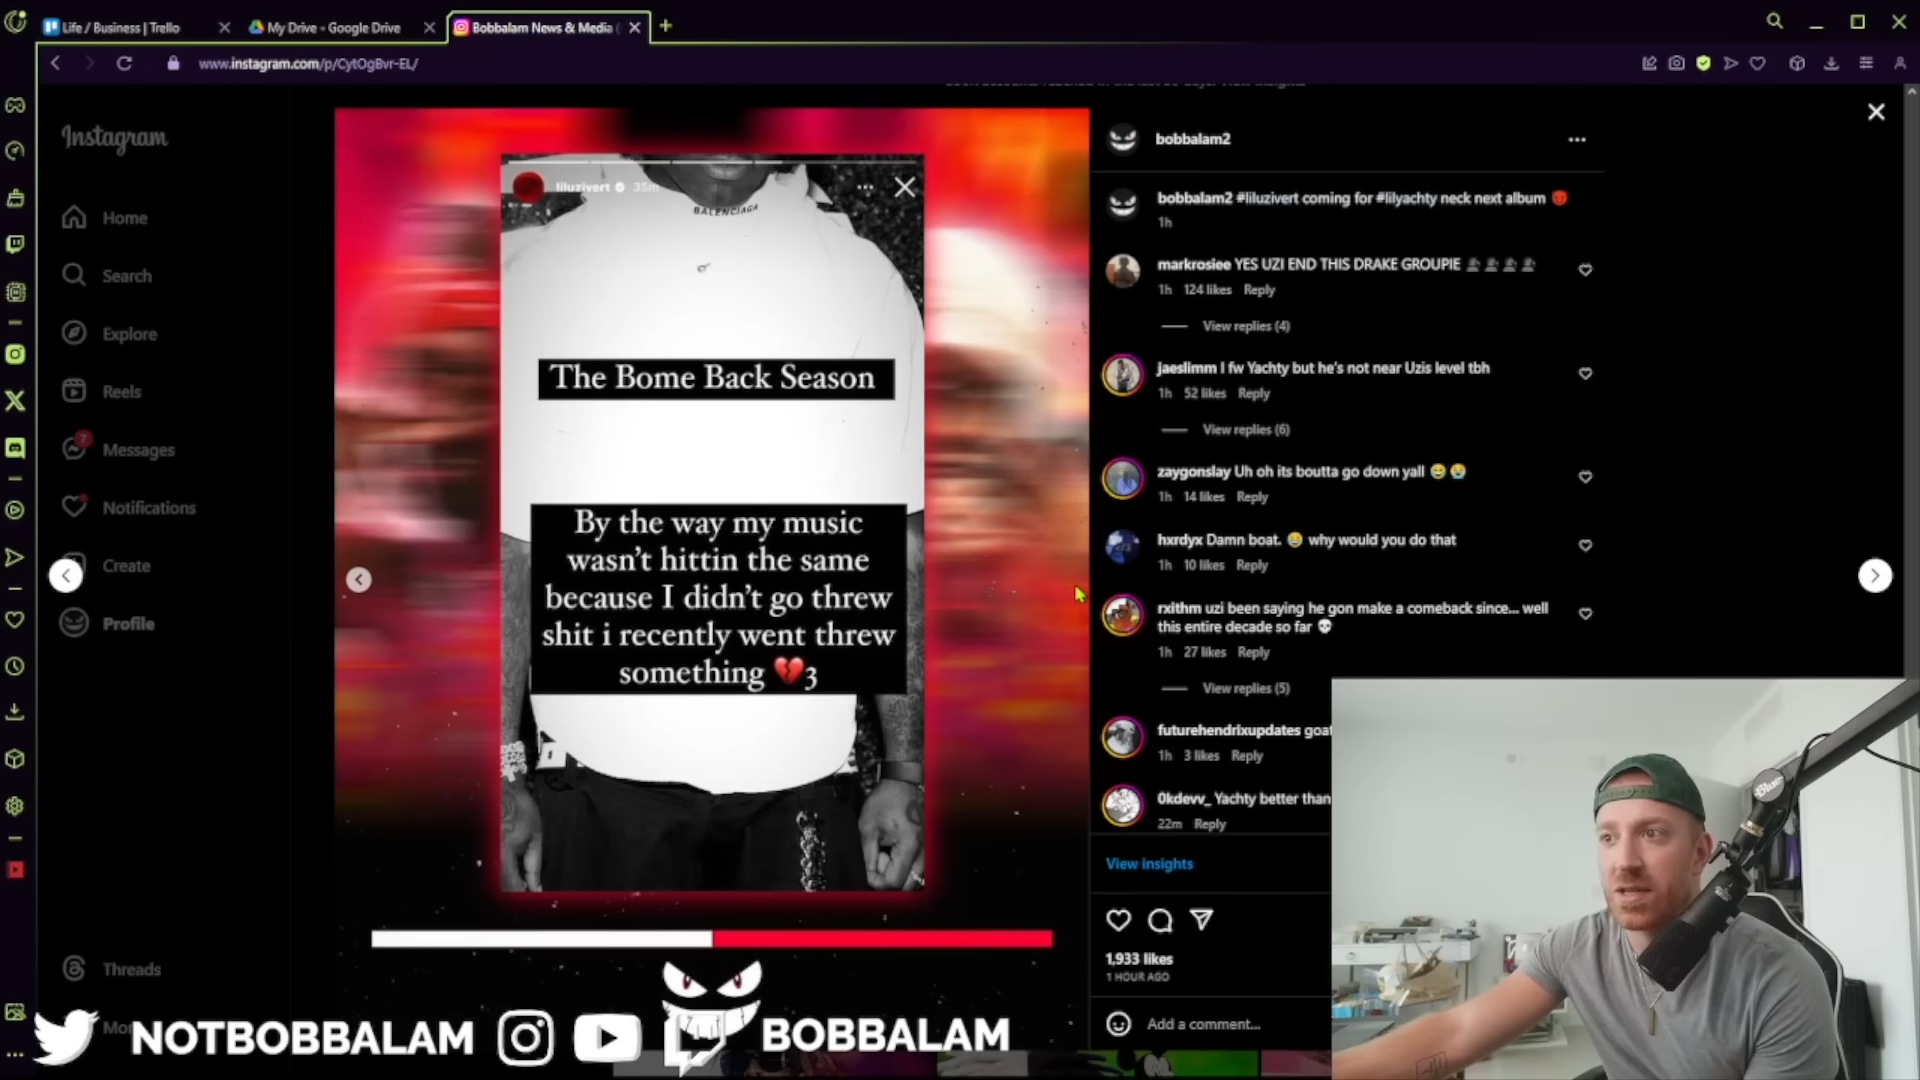 Life / Business | Trello
My Drive - Google Drive
Bobbalam News & Media
www.instagram.com/p/CytOgBvr-EL/
Instagram
Home
Search
Explore
Reels
7
Messages
Notifications
Create
Profile
Threads
liluzivert 35m
BALENCIAGA
The Bome Back Season
By the way my music
wasn't hittin the same
because I didn't go threw
shit i recently went threw
something 💔3
bobbalam2
bobbalam2 #liluzivert coming for #lilyachty neck next album
1h
markrosiee YES UZI END THIS DRAKE GROUPIE
1h 124 likes Reply
View replies (4)
jaeslimm I fw Yachty but he's not near Uzis level tbh
1h 52 likes Reply
View replies (6)
zaygonslay Uh oh its boutta go down yall 😂 😭
1h 14 likes Reply
hxrdyx Damn boat. 😭 why would you do that
1h 10 likes Reply
rxithm uzi been saying he gon make a comeback since... well
this entire decade so far 💀
1h 27 likes Reply
View replies (5)
futurehendrixupdates goat
1h 3 likes Reply
0kdevv_ Yachty better than
22m Reply
View insights
1,933 likes
1 HOUR AGO
Add a comment...
Blue
NOTBOBBALAM
BOBBALAM